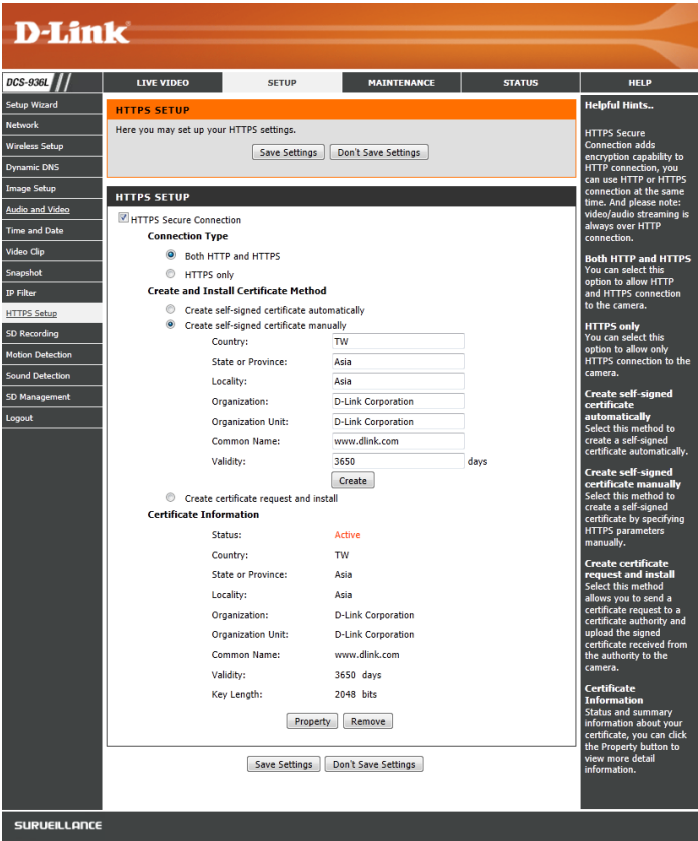 D-Link
DCS-936L
LIVE VIDEO
SETUP
MAINTENANCE
STATUS
HELP
Setup Wizard
Network
Wireless Setup
Dynamic DNS
Image Setup
Audio and Video
Time and Date
Video Clip
Snapshot
IP Filter
HTTPS Setup
SD Recording
Motion Detection
Sound Detection
SD Management
Logout
HTTPS SETUP
Here you may set up your HTTPS settings.
Save Settings
Don't Save Settings
HTTPS SETUP
HTTPS Secure Connection
Connection Type
Both HTTP and HTTPS
HTTPS only
Create and Install Certificate Method
Create self-signed certificate automatically
Create self-signed certificate manually
Country: TW
State or Province: Asia
Locality: Asia
Organization: D-Link Corporation
Organization Unit: D-Link Corporation
Common Name: www.dlink.com
Validity: 3650 days
Create
Create certificate request and install
Certificate Information
Status: Active
Country: TW
State or Province: Asia
Locality: Asia
Organization: D-Link Corporation
Organization Unit: D-Link Corporation
Common Name: www.dlink.com
Validity: 3650 days
Key Length: 2048 bits
Property
Remove
Save Settings
Don't Save Settings
Helpful Hints..
HTTPS Secure
Connection adds
encryption capability to
HTTP connection, you
can use HTTP or HTTPS
connection at the same
time. And please note:
video/audio streaming is
always over HTTP
connection.
Both HTTP and HTTPS
You can select this
option to allow HTTP
and HTTPS connection
to the camera.
HTTPS only
You can select this
option to allow only
HTTPS connection to the
camera.
Create self-signed
certificate
automatically
Select this method to
create a self-signed
certificate automatically.
Create self-signed
certificate manually
Select this method to
create a self-signed
certificate by specifying
HTTPS parameters
manually.
Create certificate
request and install
Select this method
allows you to send a
certificate request to a
certificate authority and
upload the signed
certificate received from
the authority to the
camera.
Certificate
Information
Status and summary
information about your
certificate, you can click
the Property button to
view more detail
information.
SURVEILLANCE